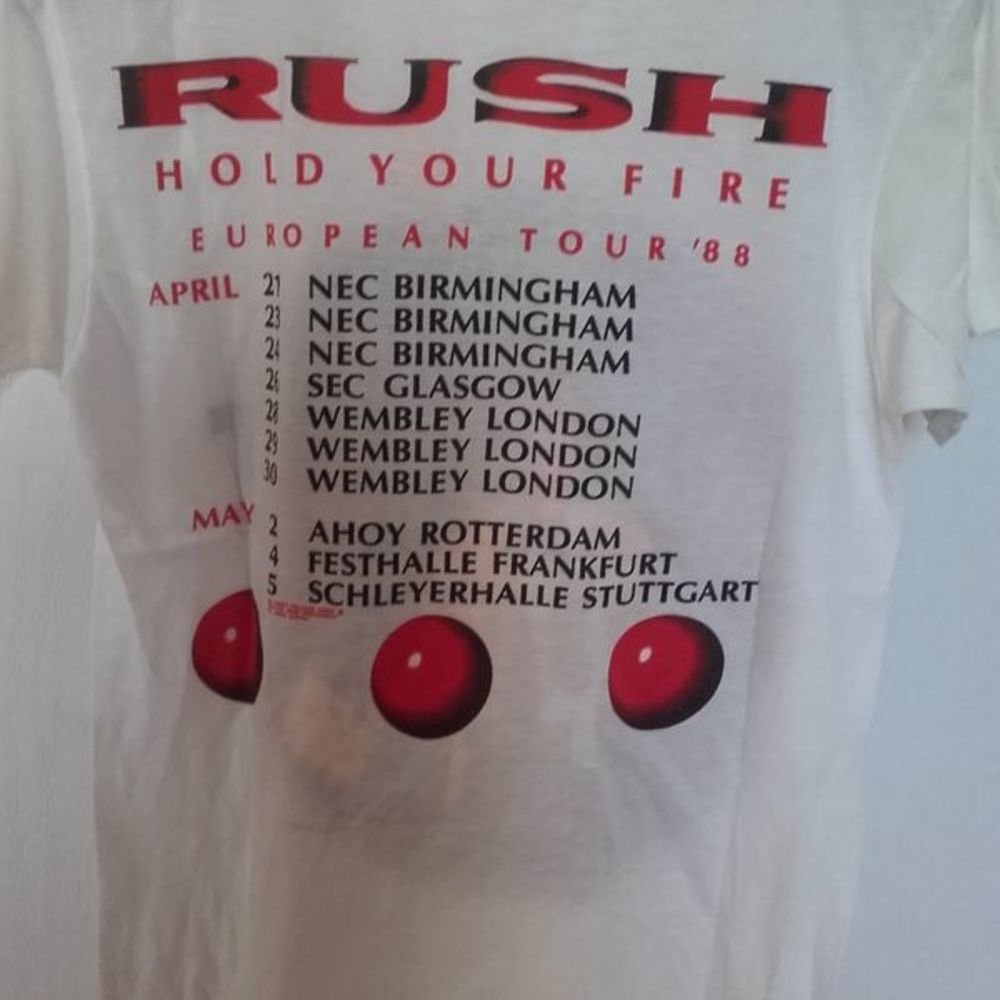 RUSH
HOLD YOUR FIRE
EUROPEAN TOUR '88
APRIL 21 NEC BIRMINGHAM
23 NEC BIRMINGHAM
24 NEC BIRMINGHAM
26 SEC GLASGOW
28 WEMBLEY LONDON
29 WEMBLEY LONDON
30 WEMBLEY LONDON
MAY 2 AHOY ROTTERDAM
4 FESTHALLE FRANKFURT
5 SCHLEYERHALLE STUTTGART